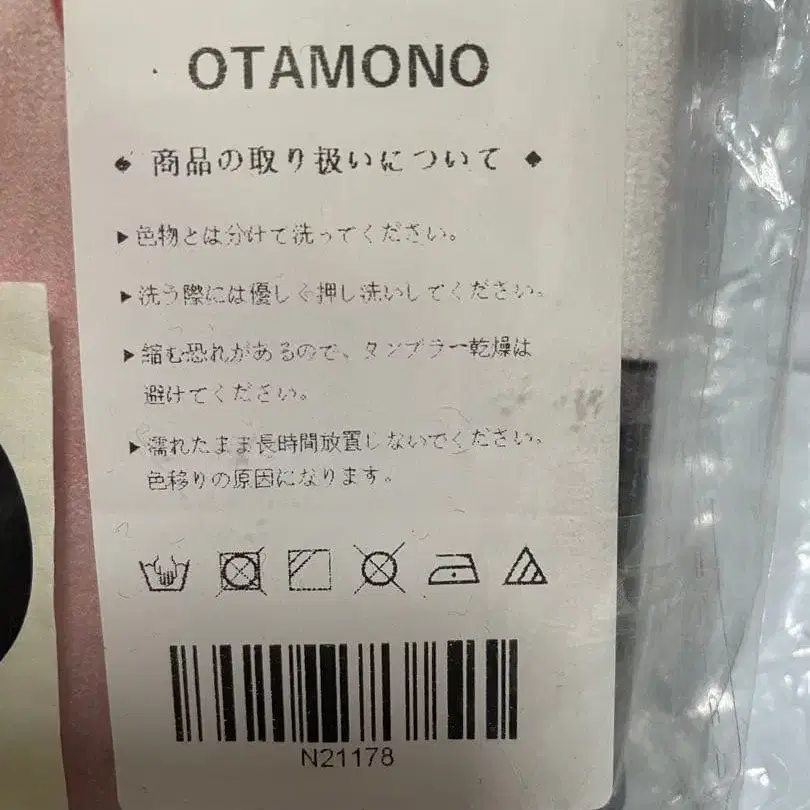 OTAMONO
◆ 商品の取り扱いについて ◆
▶色物とは分けて洗ってください。
▶洗う際には優しく押し洗いしてください。
▶縮む恐れがあるので、タンブラー乾燥は
避けてください。
▶濡れたまま長時間放置しないでください。
色移りの原因になります。
N21178